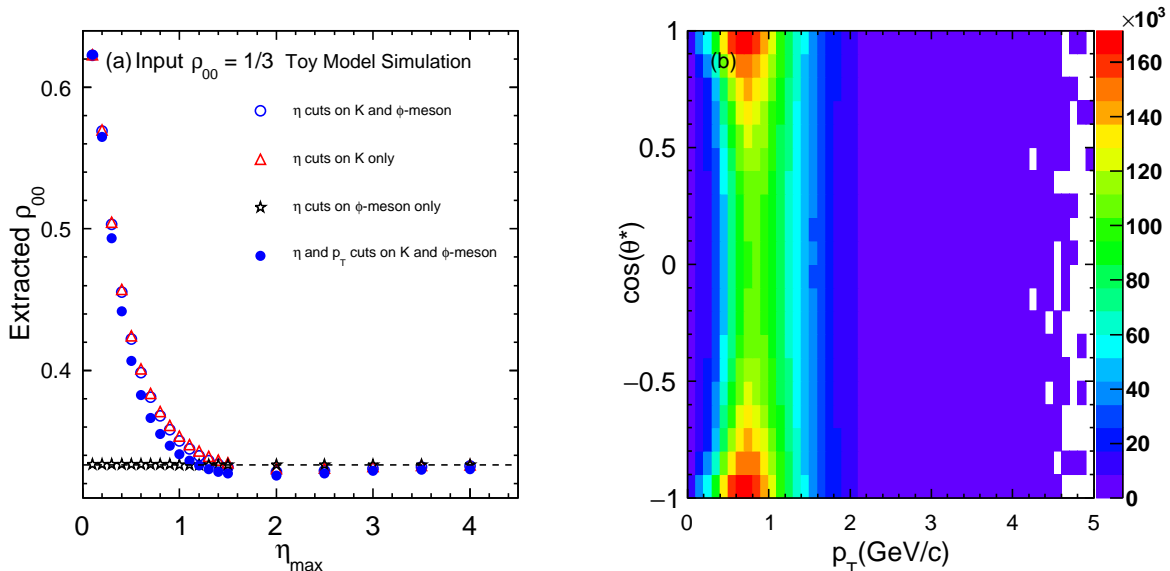 (a) Input ρ00 = 1/3 Toy Model Simulation
η cuts on K and φ-meson
η cuts on K only
η cuts on φ-meson only
η and pT cuts on K and φ-meson
Extracted ρ00
0.6
0.5
0.4
0 1 2 3 4
ηmax
(b)
cos(θ*)
1
0.5
0
−0.5
−1
0 1 2 3 4 5
pT(GeV/c)
×10³
160
140
120
100
80
60
40
20
0